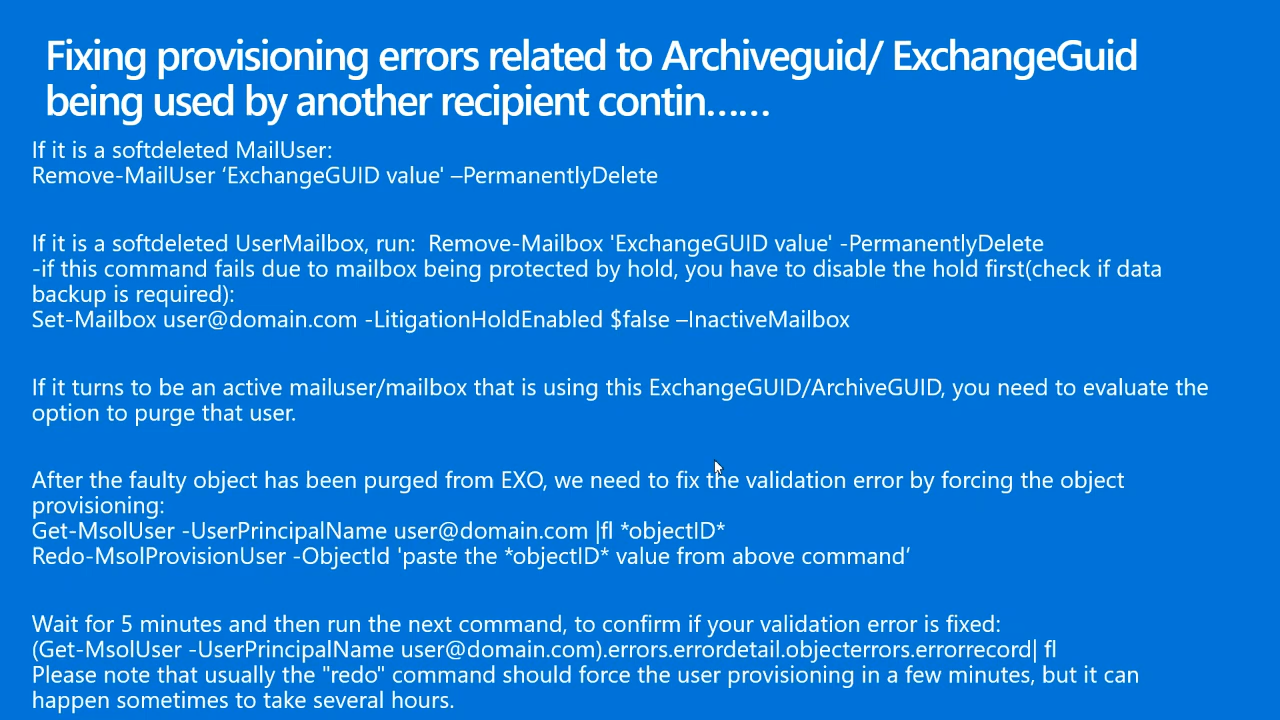 Fixing provisioning errors related to Archiveguid/ ExchangeGuid
being used by another recipient contin……
If it is a softdeleted MailUser:
Remove-MailUser ‘ExchangeGUID value' –PermanentlyDelete
If it is a softdeleted UserMailbox, run:  Remove-Mailbox 'ExchangeGUID value' -PermanentlyDelete
-if this command fails due to mailbox being protected by hold, you have to disable the hold first(check if data
backup is required):
Set-Mailbox user@domain.com -LitigationHoldEnabled $false –InactiveMailbox
If it turns to be an active mailuser/mailbox that is using this ExchangeGUID/ArchiveGUID, you need to evaluate the
option to purge that user.
After the faulty object has been purged from EXO, we need to fix the validation error by forcing the object
provisioning:
Get-MsolUser -UserPrincipalName user@domain.com |fl *objectID*
Redo-MsolProvisionUser -ObjectId 'paste the *objectID* value from above command’
Wait for 5 minutes and then run the next command, to confirm if your validation error is fixed:
(Get-MsolUser -UserPrincipalName user@domain.com).errors.errordetail.objecterrors.errorrecord| fl
Please note that usually the "redo" command should force the user provisioning in a few minutes, but it can
happen sometimes to take several hours.